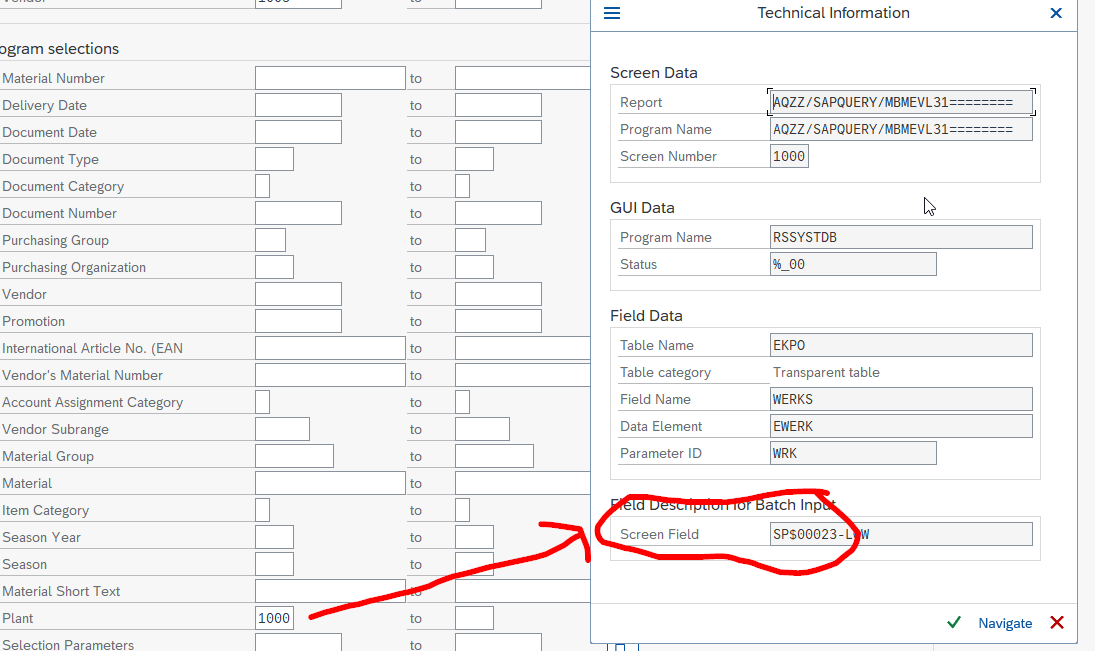 to
Technical Information
ogram selections
Material Number to
Delivery Date to
Document Date to
Document Type to
Document Category to
Document Number to
Purchasing Group to
Purchasing Organization to
Vendor to
Promotion to
International Article No. (EAN to
Vendor's Material Number to
Account Assignment Category to
Vendor Subrange to
Material Group to
Material to
Item Category to
Season Year to
Season to
Material Short Text to
Plant 1000 to
Selection Parameters to
Screen Data
Report AQZZ/SAPQUERY/MBMEVL31========
Program Name AQZZ/SAPQUERY/MBMEVL31========
Screen Number 1000
GUI Data
Program Name RSSYSTDB
Status %_00
Field Data
Table Name EKPO
Table category Transparent table
Field Name WERKS
Data Element EWERK
Parameter ID WRK
Field Description for Batch Input
Screen Field SP$00023-LOW
Navigate